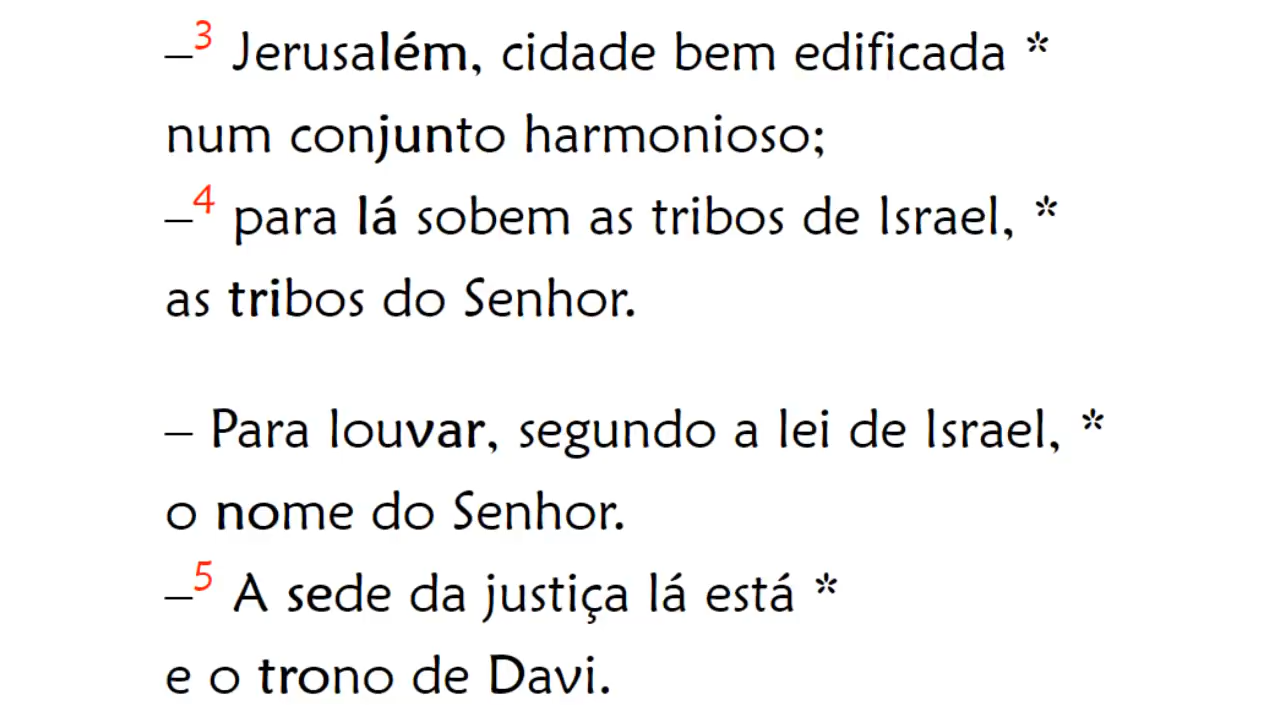 –3 Jerusalém, cidade bem edificada *
num conjunto harmonioso;
–4 para lá sobem as tribos de Israel, *
as tribos do Senhor.
– Para louvar, segundo a lei de Israel, *
o nome do Senhor.
–5 A sede da justiça lá está *
e o trono de Davi.